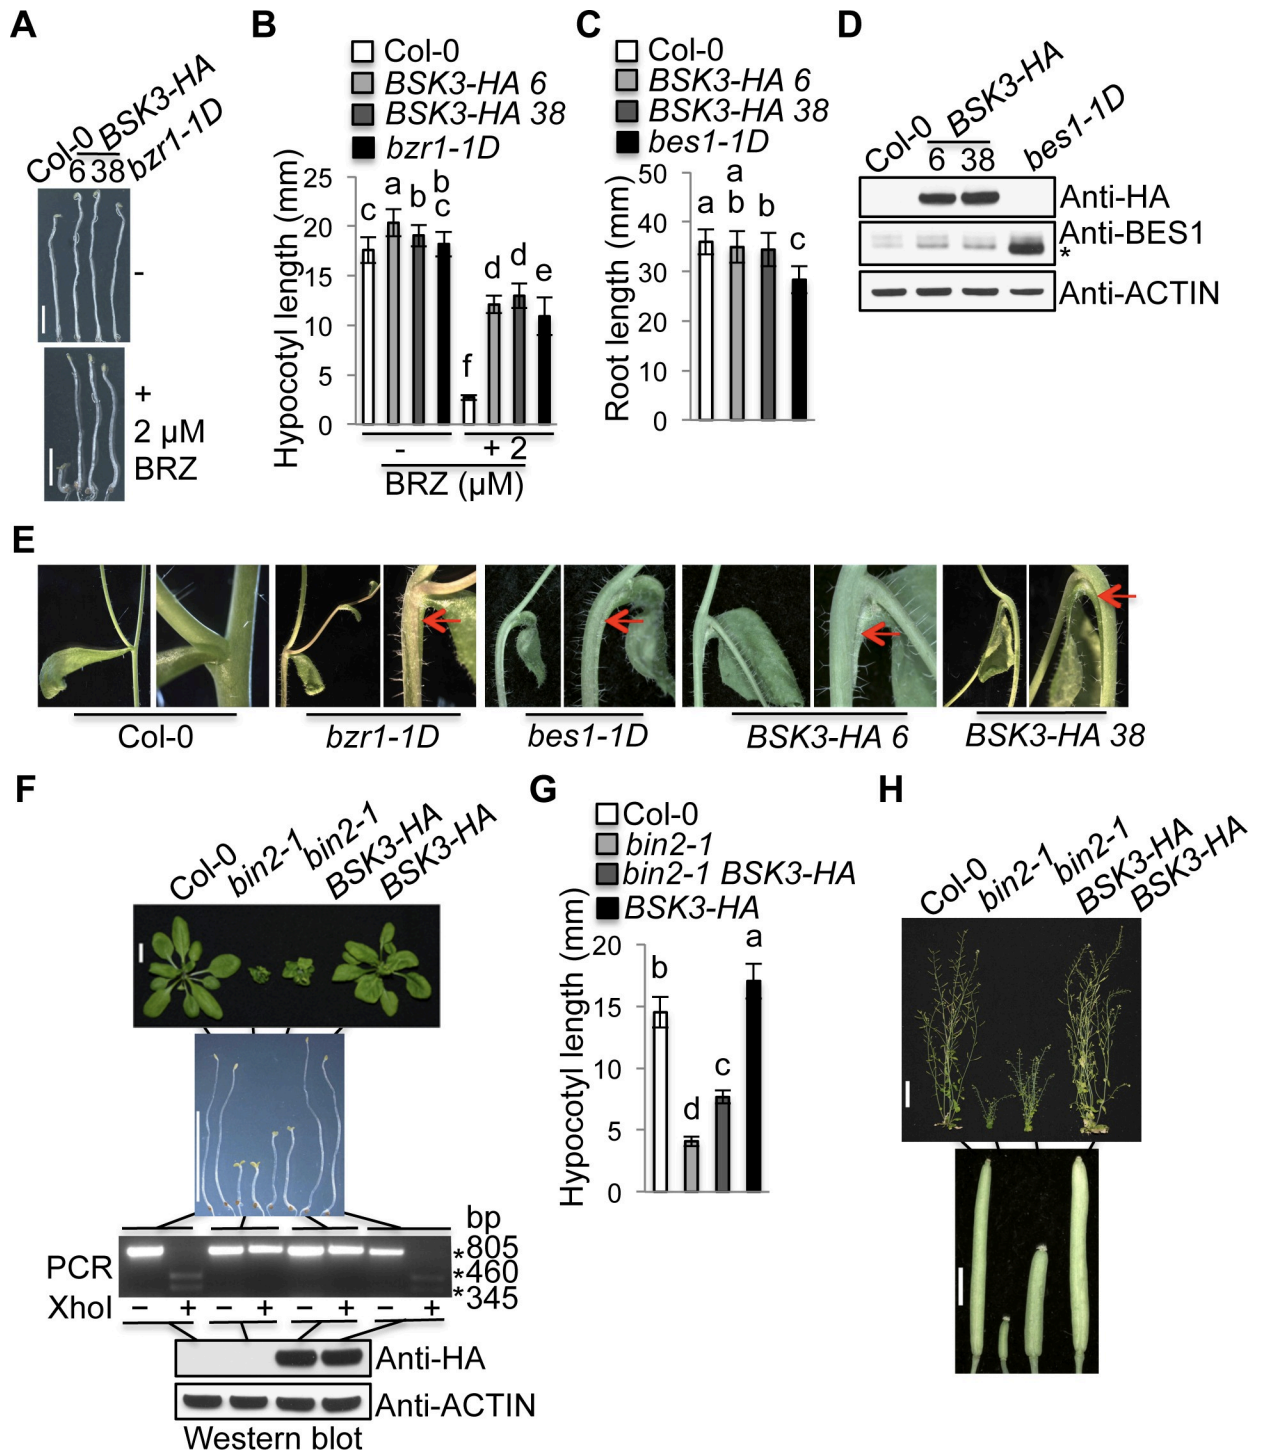 A
Col-0
BSK3-HA
6 38
bzr1-1D
-
+
2 µM
BRZ
B
Col-0
BSK3-HA 6
BSK3-HA 38
bzr1-1D
Hypocotyl length (mm)
25
20
15
10
5
0
c
a
b
b
c
f
d
d
e
-
+ 2
BRZ (µM)
C
Col-0
BSK3-HA 6
BSK3-HA 38
bes1-1D
Root length (mm)
50
40
30
20
10
0
a
a
b
b
c
D
Col-0
BSK3-HA
6 38
bes1-1D
Anti-HA
Anti-BES1
*
Anti-ACTIN
E
Col-0
bzr1-1D
bes1-1D
BSK3-HA 6
BSK3-HA 38
F
Col-0
bin2-1
bin2-1
BSK3-HA
BSK3-HA
bp
*805
*460
*345
PCR
XhoI
− + − + − + − +
Anti-HA
Anti-ACTIN
Western blot
G
Col-0
bin2-1
bin2-1 BSK3-HA
BSK3-HA
Hypocotyl length (mm)
20
15
10
5
0
b
d
c
a
H
Col-0
bin2-1
bin2-1
BSK3-HA
BSK3-HA